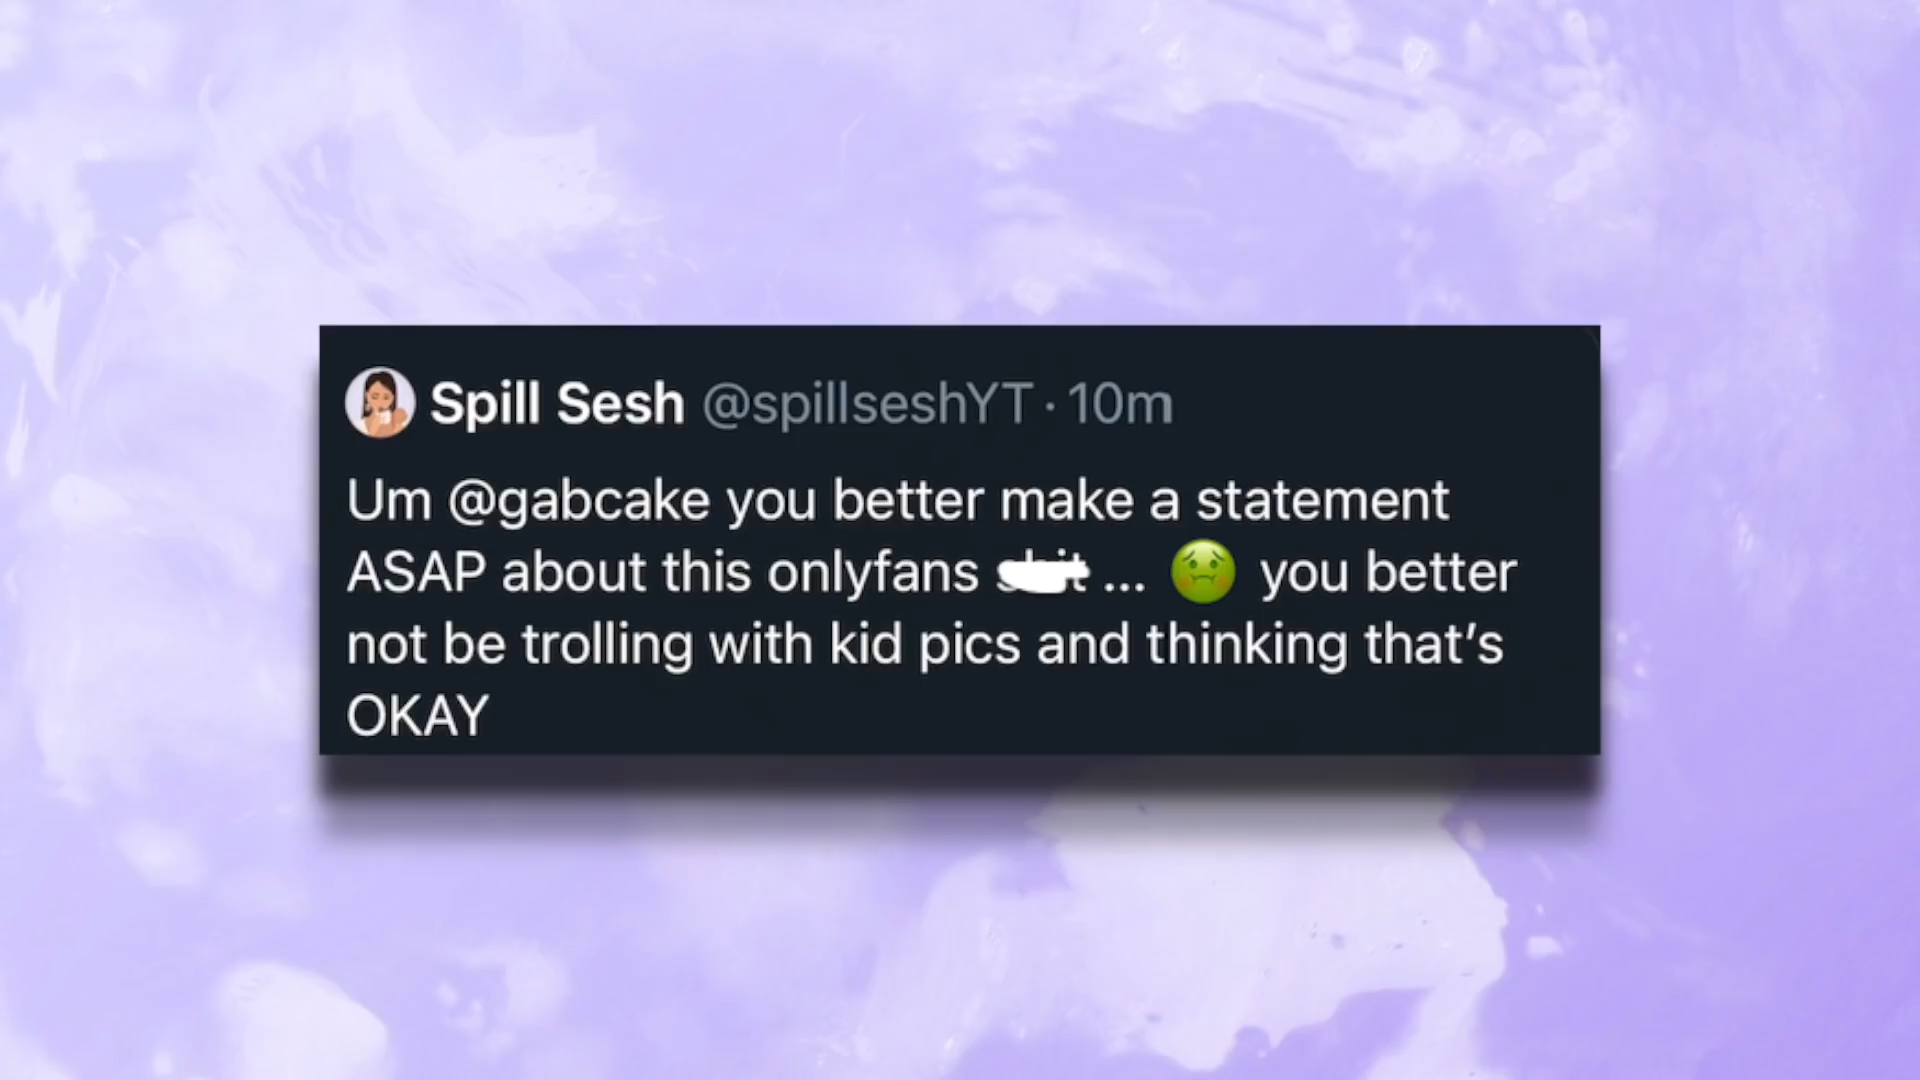 Spill Sesh @spillseshYT · 10m
Um @gabcake you better make a statement
ASAP about this onlyfans ... 🤢 you better
not be trolling with kid pics and thinking that's
OKAY